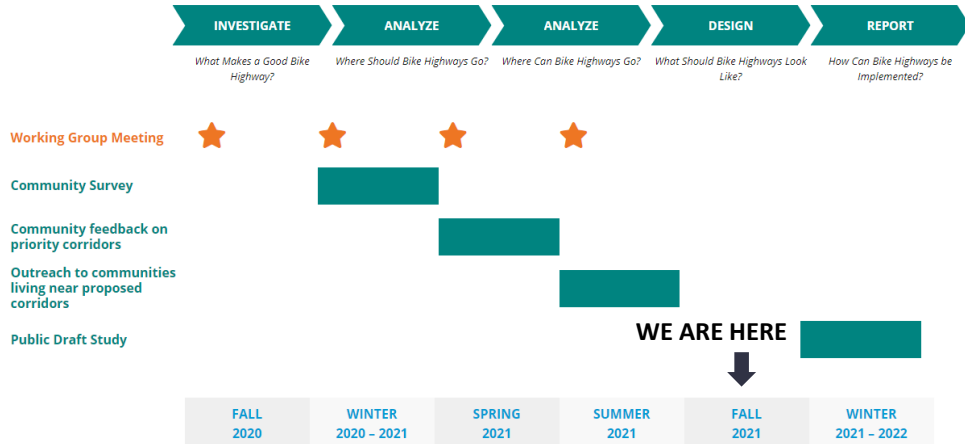 INVESTIGATE
ANALYZE
ANALYZE
DESIGN
REPORT
What Makes a Good Bike
Highway?
Where Should Bike Highways Go?
Where Can Bike Highways Go?
What Should Bike Highways Look
Like?
How Can Bike Highways be
Implemented?
Working Group Meeting
Community Survey
Community feedback on
priority corridors
Outreach to communities
living near proposed
corridors
Public Draft Study
WE ARE HERE
FALL
2020
WINTER
2020 – 2021
SPRING
2021
SUMMER
2021
FALL
2021
WINTER
2021 – 2022